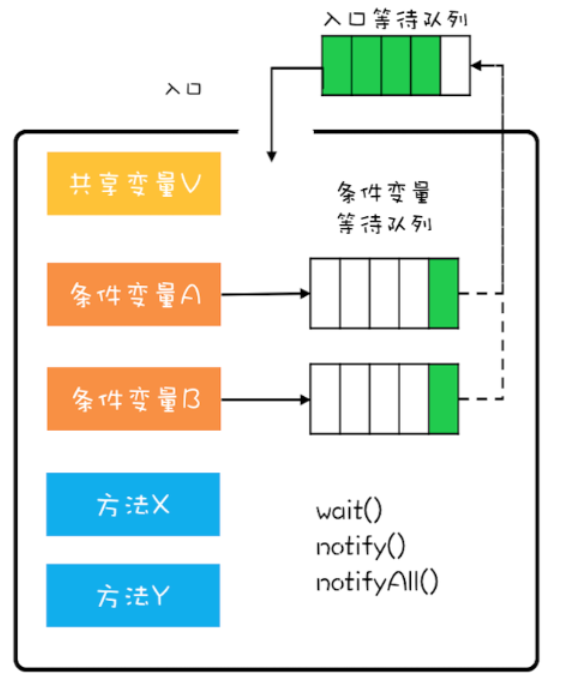 入口等待队列
入口
共享变量V
条件变量
等待队列
条件变量A
条件变量B
方法X
wait()
notify()
notifyAll()
方法Y